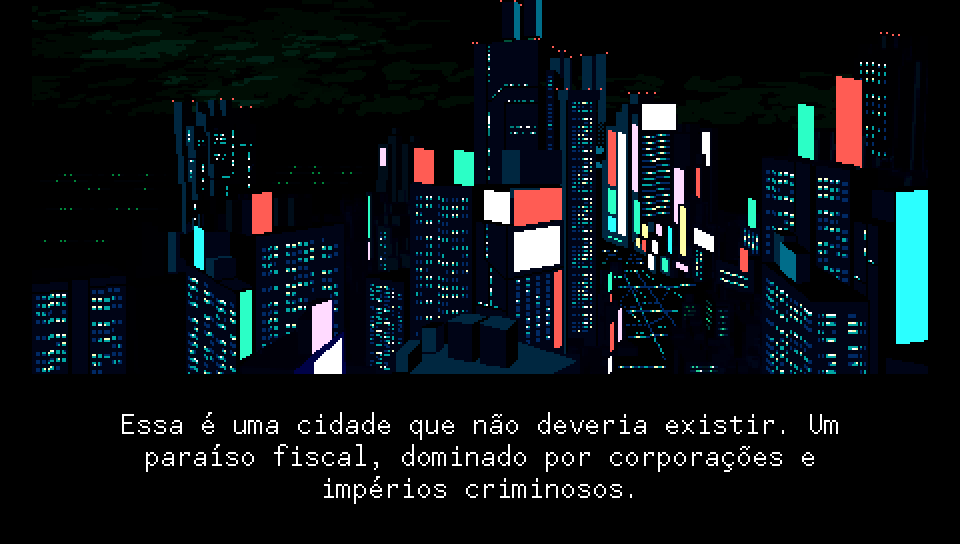 Essa é uma cidade que não deveria existir. Um
paraíso fiscal, dominado por corporações e
impérios criminosos.